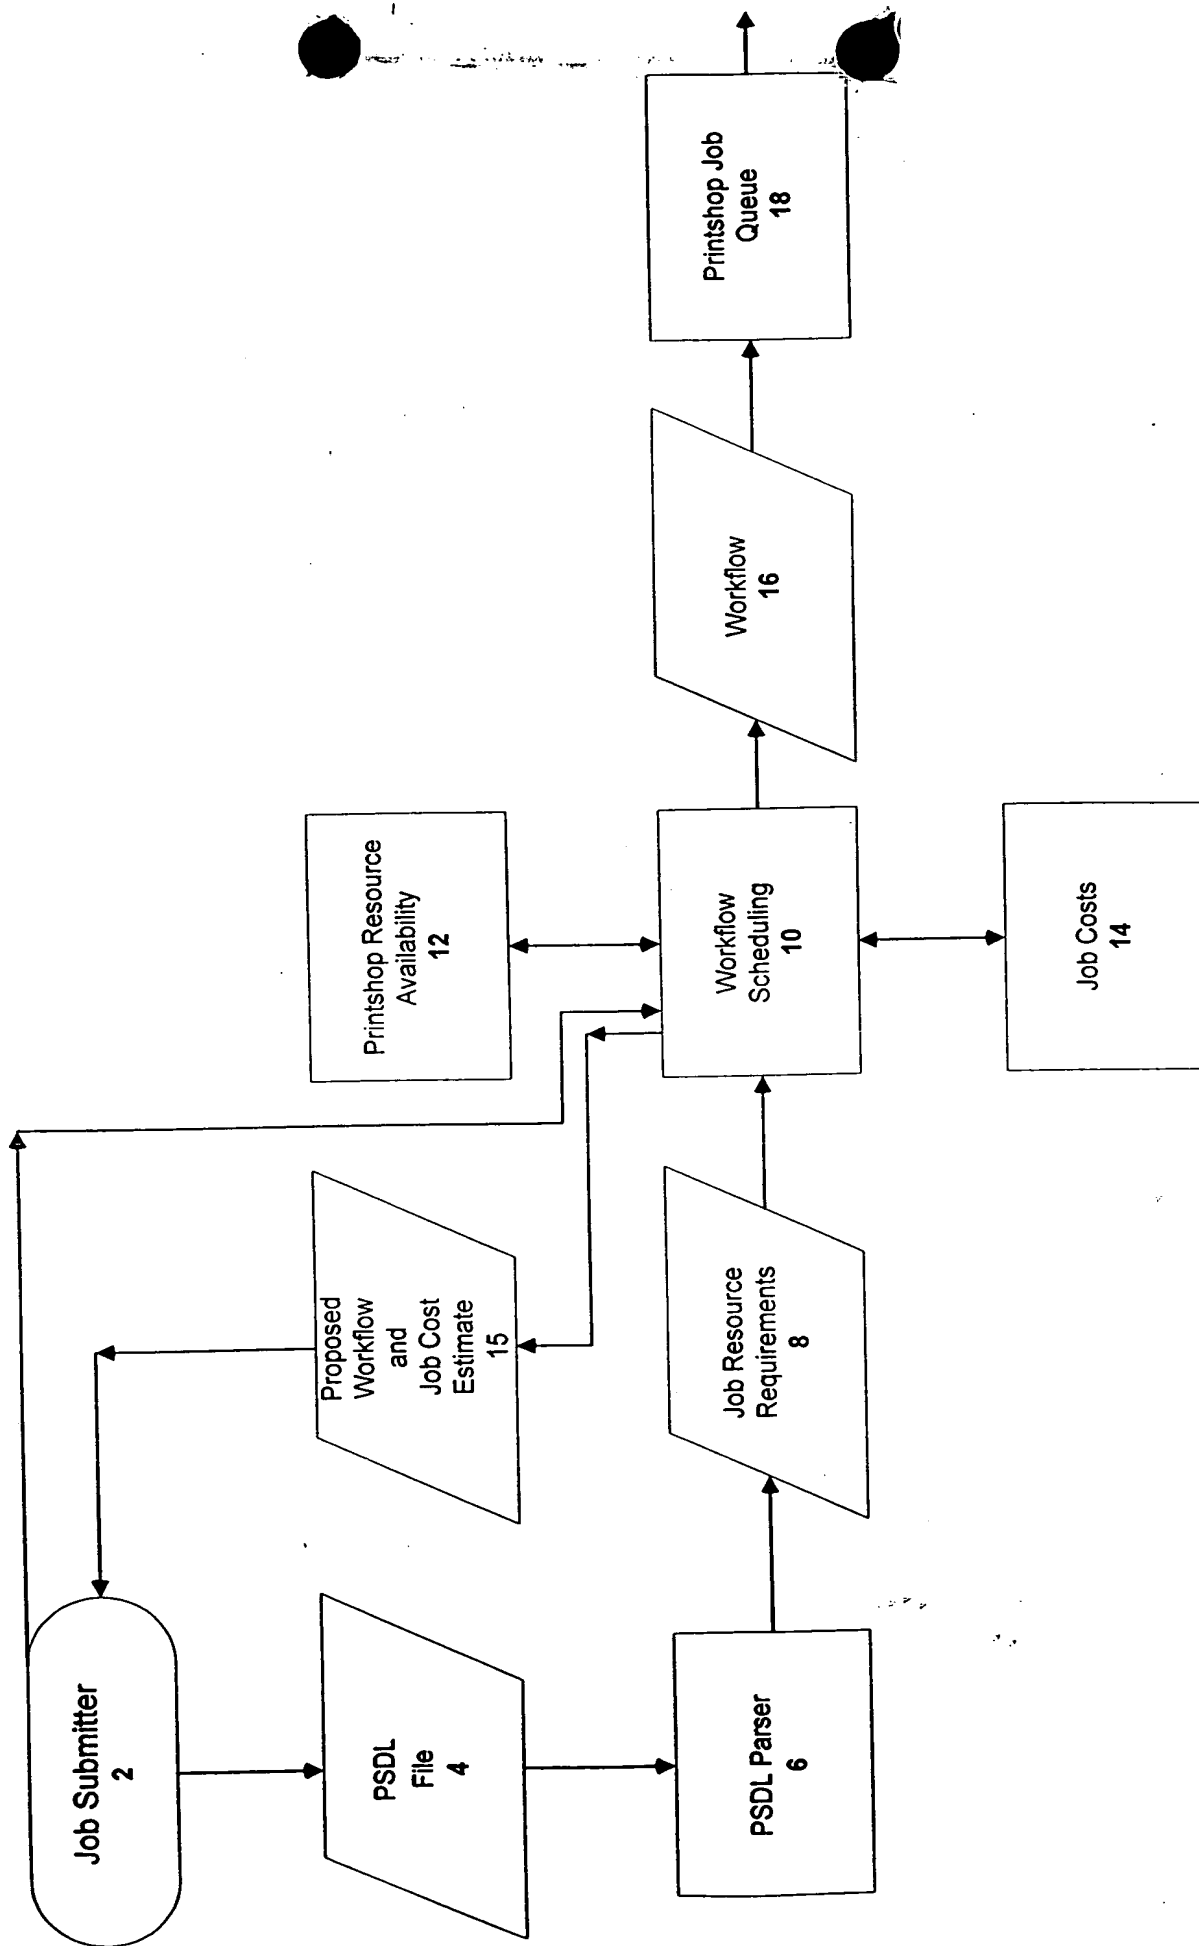 Job Submitter
2
PSDL
File
4
PSDL Parser
6
Proposed
Workflow
and
Job Cost
Estimate
15
Job Resource
Requirements
8
Printshop Resource
Availability
12
Workflow
Scheduling
10
Job Costs
14
Workflow
16
Printshop Job
Queue
18